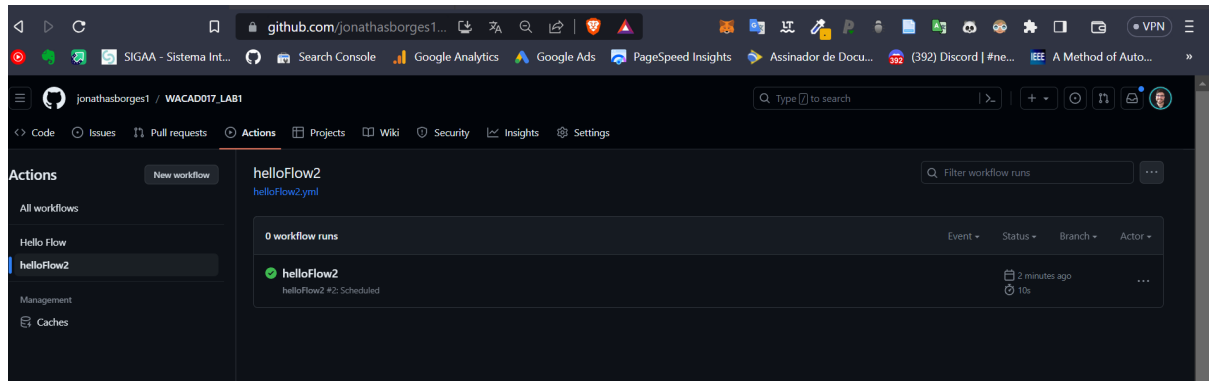 github.com/jonathasborges1...
VPN
SIGAA - Sistema Int...
Search Console
Google Analytics
Google Ads
PageSpeed Insights
Assinador de Docu...
392
(392) Discord | #ne...
IEEE
A Method of Auto...
»
jonathasborges1 / WACAD017_LAB1
Type / to search
Code
Issues
Pull requests
Actions
Projects
Wiki
Security
Insights
Settings
Actions
New workflow
All workflows
Hello Flow
helloFlow2
Management
Caches
helloFlow2
helloFlow2.yml
Filter workflow runs
...
0 workflow runs
Event
Status
Branch
Actor
helloFlow2
helloFlow2 #2: Scheduled
2 minutes ago
10s
...